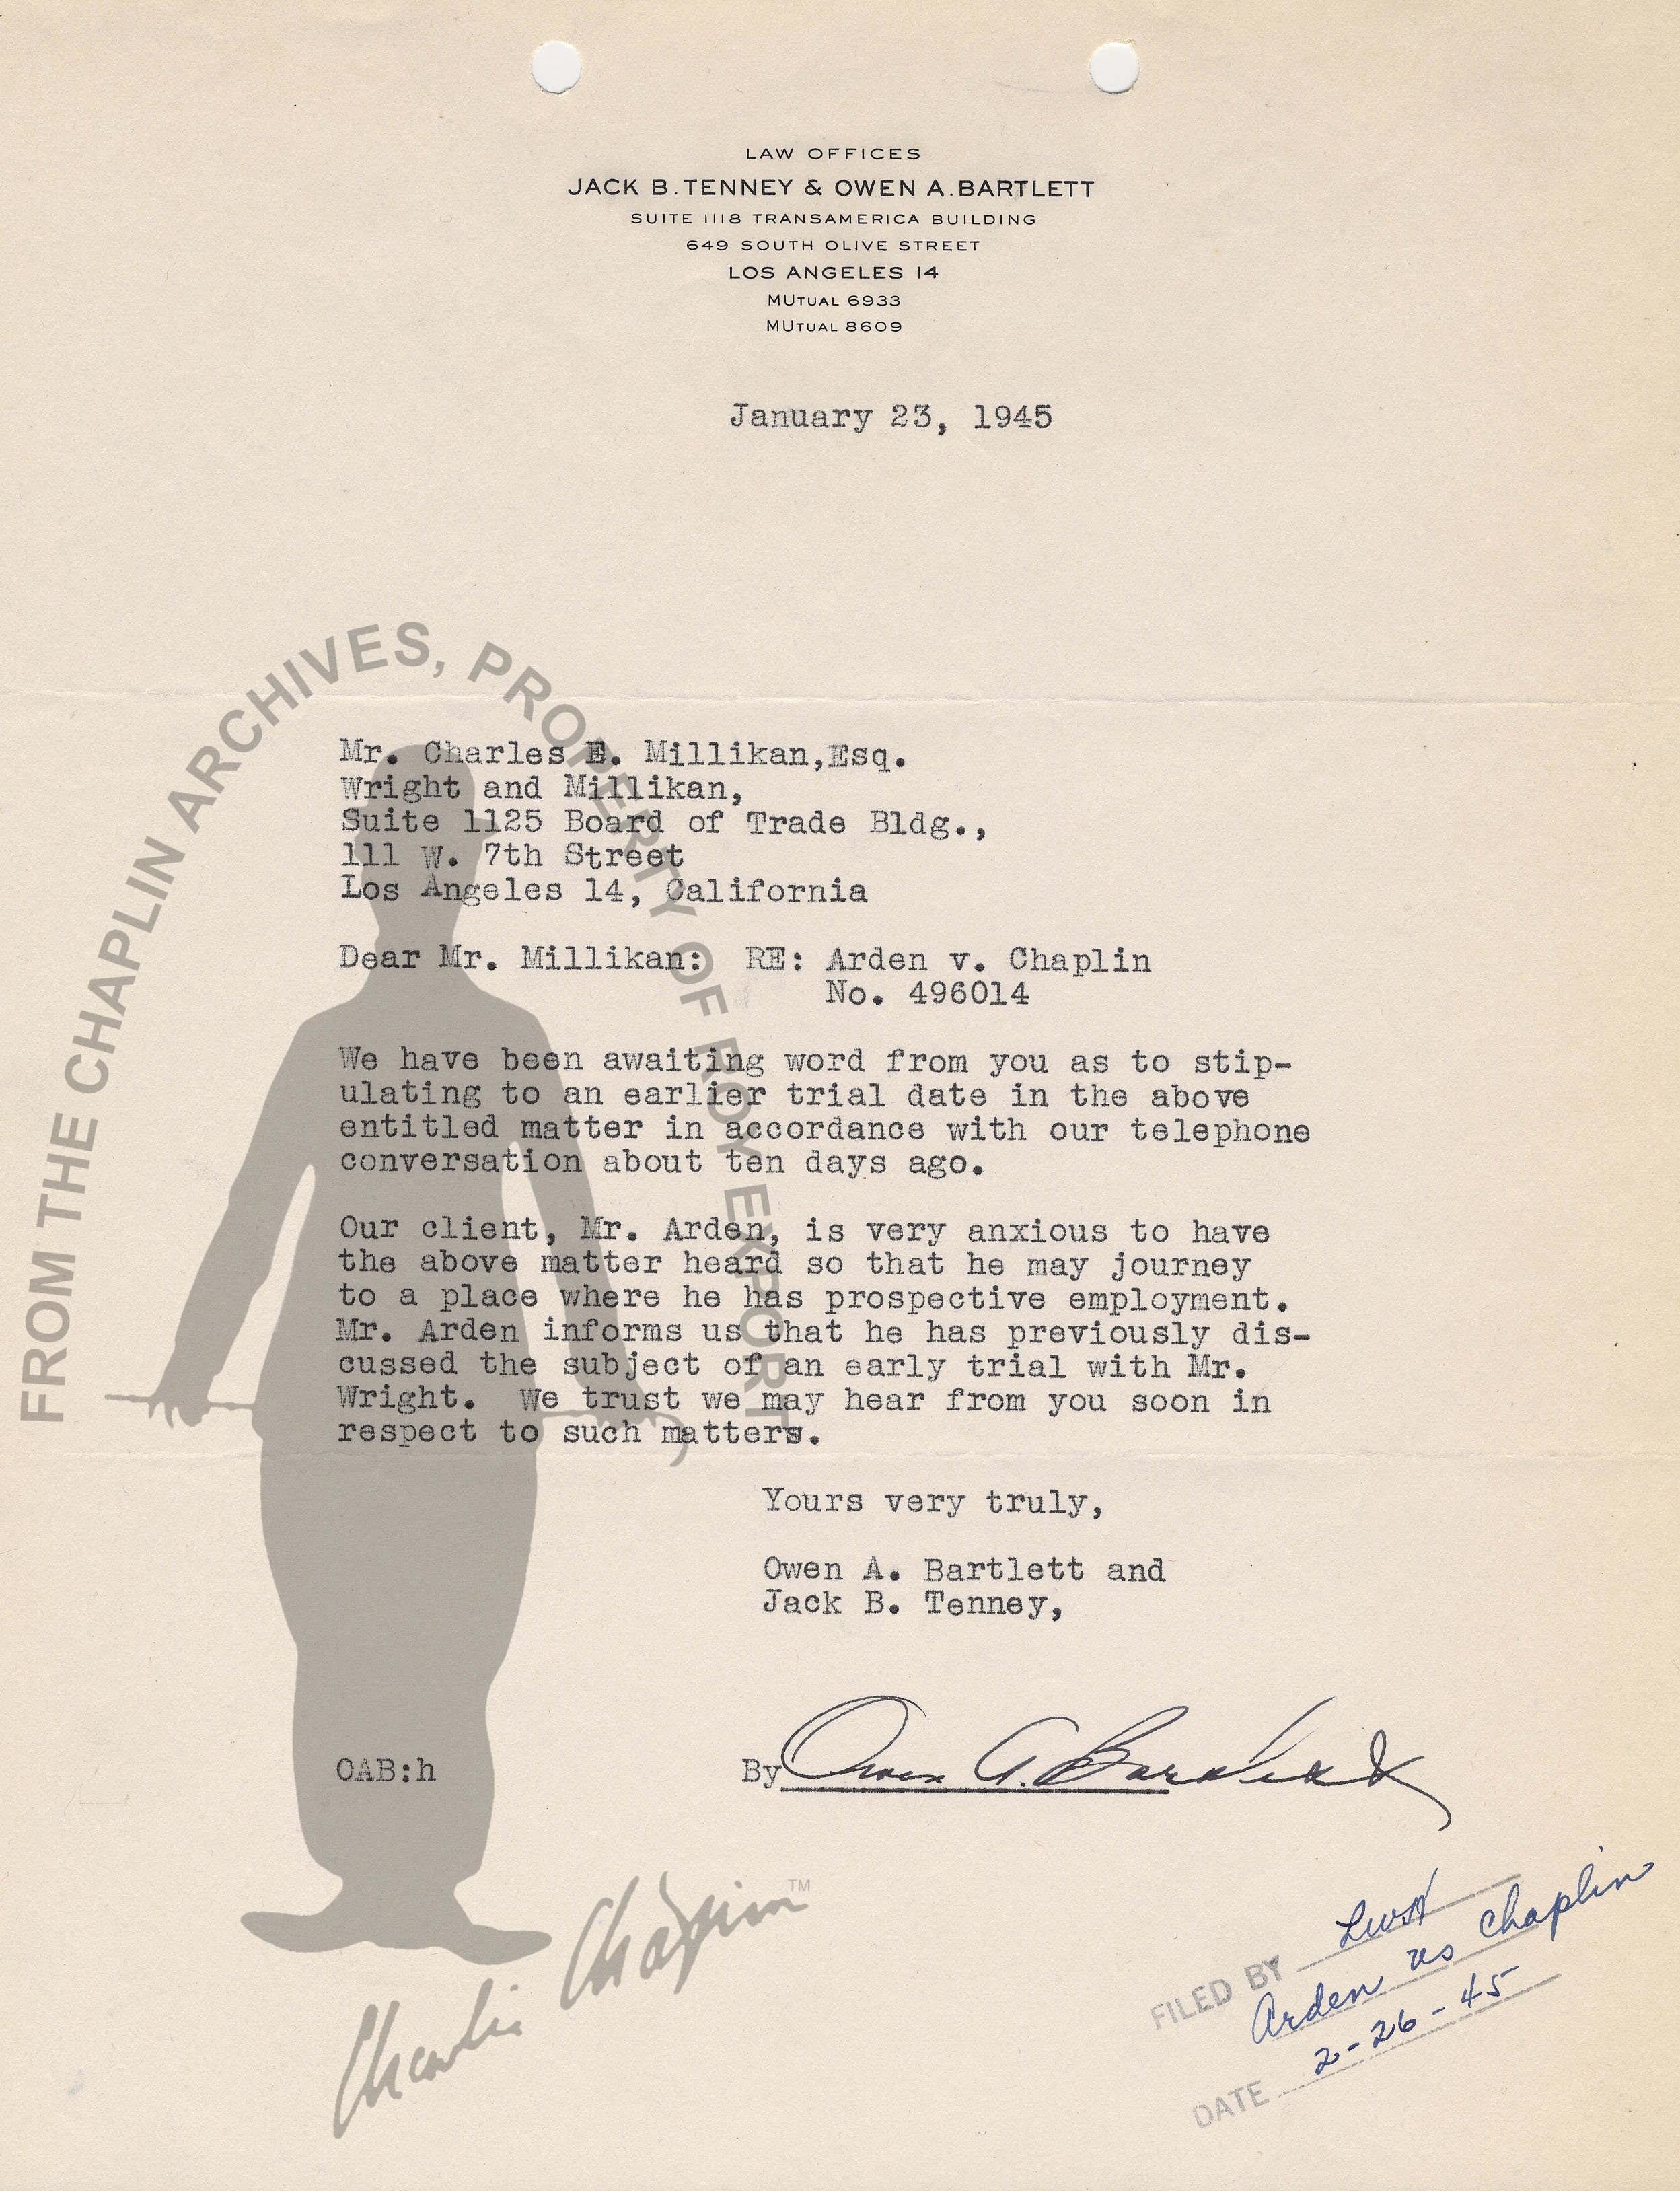 LAW OFFICES
JACK B. TENNEY & OWEN A. BARTLETT
SUITE 1118 TRANSAMERICA BUILDING
649 SOUTH OLIVE STREET
LOS ANGELES 14
MUTUAL 6933
MUTUAL 8609
January 23, 1945
FROM THE CHAPLIN ARCHIVES, PROPERTY OF ROY EXPORT
Mr. Charles E. Millikan,Esq.
Wright and Millikan,
Suite 1125 Board of Trade Bldg.,
111 W. 7th Street
Los Angeles 14, California
Dear Mr. Millikan: RE: Arden v. Chaplin
No. 496014
We have been awaiting word from you as to stip-
ulating to an earlier trial date in the above
entitled matter in accordance with our telephone
conversation about ten days ago.
Our client, Mr. Arden, is very anxious to have
the above matter heard so that he may journey
to a place where he has prospective employment.
Mr. Arden informs us that he has previously dis-
cussed the subject of an early trial with Mr.
Wright. We trust we may hear from you soon in
respect to such matters.
Yours very truly,
Owen A. Bartlett and
Jack B. Tenney,
OAB:h
By Owen A. Bartlett
Charlie Chaplin TM
FILED BY
Arden vs Chaplin
DATE 2-26-45